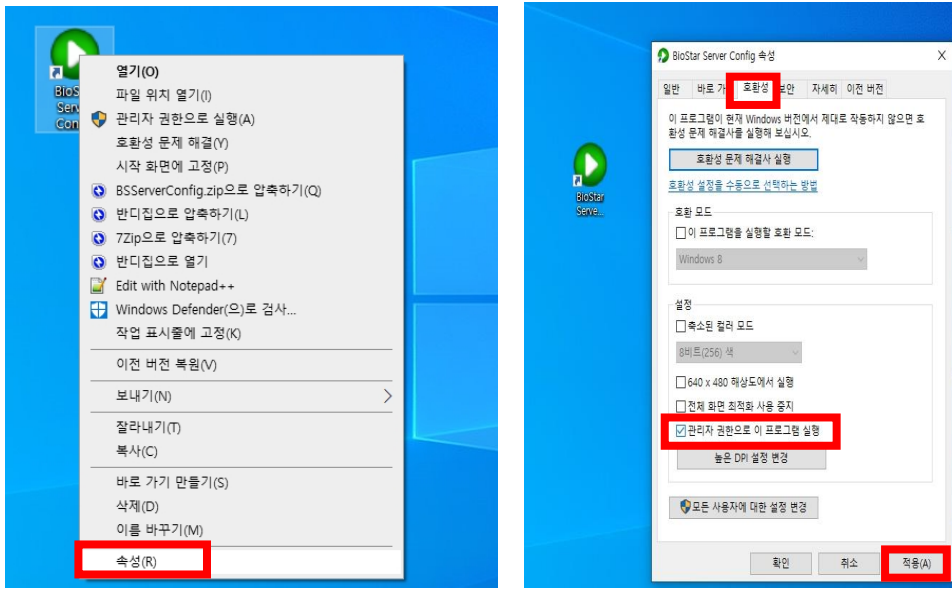 BioS
Serv
Con
열기(O)
파일 위치 열기(I)
관리자 권한으로 실행(A)
호환성 문제 해결(Y)
시작 화면에 고정(P)
BSServerConfig.zip으로 압축하기(Q)
반디집으로 압축하기(L)
7Zip으로 압축하기(7)
반디집으로 열기
Edit with Notepad++
Windows Defender(으)로 검사...
작업 표시줄에 고정(K)
이전 버전 복원(V)
보내기(N)
잘라내기(T)
복사(C)
바로 가기 만들기(S)
삭제(D)
이름 바꾸기(M)
속성(R)
BioStar
Serve...
BioStar Server Config 속성
일반 바로 가 호환성 보안 자세히 이전 버전
이 프로그램이 현재 Windows 버전에서 제대로 작동하지 않으면 호
환성 문제 해결사를 실행해 보십시오.
호환성 문제 해결사 실행
호환성 설정을 수동으로 선택하는 방법
호환 모드
이 프로그램을 실행할 호환 모드:
Windows 8
설정
축소된 컬러 모드
8비트(256) 색
640 x 480 해상도에서 실행
전체 화면 최적화 사용 중지
관리자 권한으로 이 프로그램 실행
높은 DPI 설정 변경
모든 사용자에 대한 설정 변경
확인 취소 적용(A)